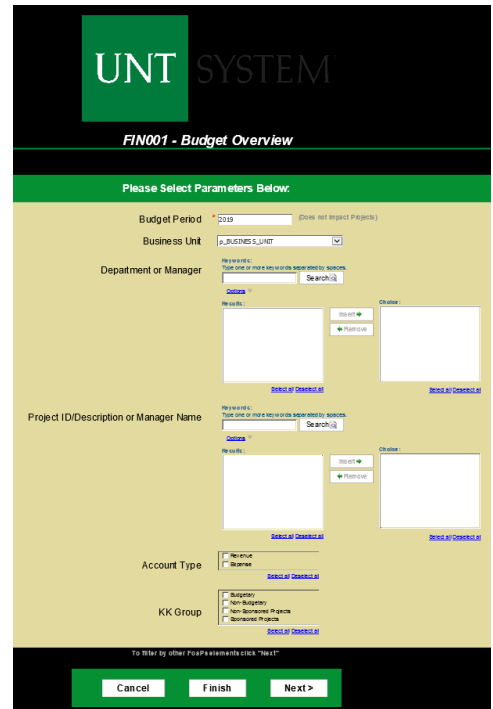 UNT SYSTEM
FIN001 - Budget Overview
Please Select Parameters Below:
Budget Period * 2019 (Does not Impact Projects)
Business Unit p_BUSINESS_UNIT
Keywords:
Type one or more keywords separated by spaces.
Department or Manager Search
Options
Results: Choice:
Insert
Remove
Select all Deselect all Select all Deselect all
Keywords:
Type one or more keywords separated by spaces.
Project ID/Description or Manager Name Search
Options
Results: Choice:
Insert
Remove
Select all Deselect all Select all Deselect all
Revenue
Account Type Expense
Select all Deselect all
Budgetary
Non-Budgetary
KK Group Non-Sponsored Projects
Sponsored Projects
Select all Deselect all
To filter by other FoaPs elements click "Next"
Cancel Finish Next >